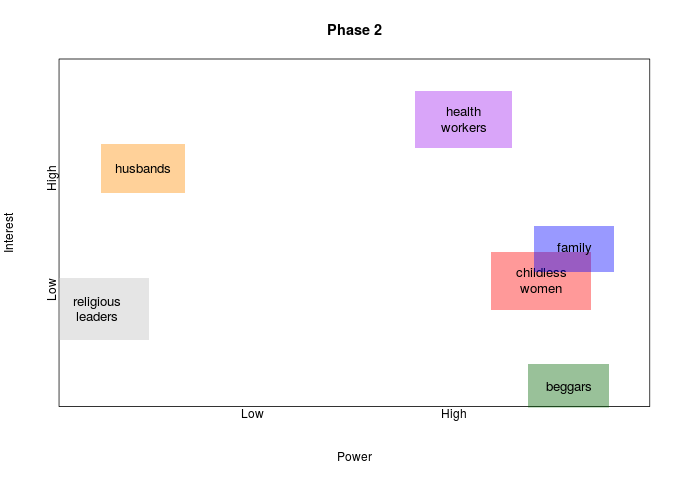 Phase 2
health
workers
husbands
High
Interest
family
childless
women
Low
religious
leaders
beggars
Low
High
Power